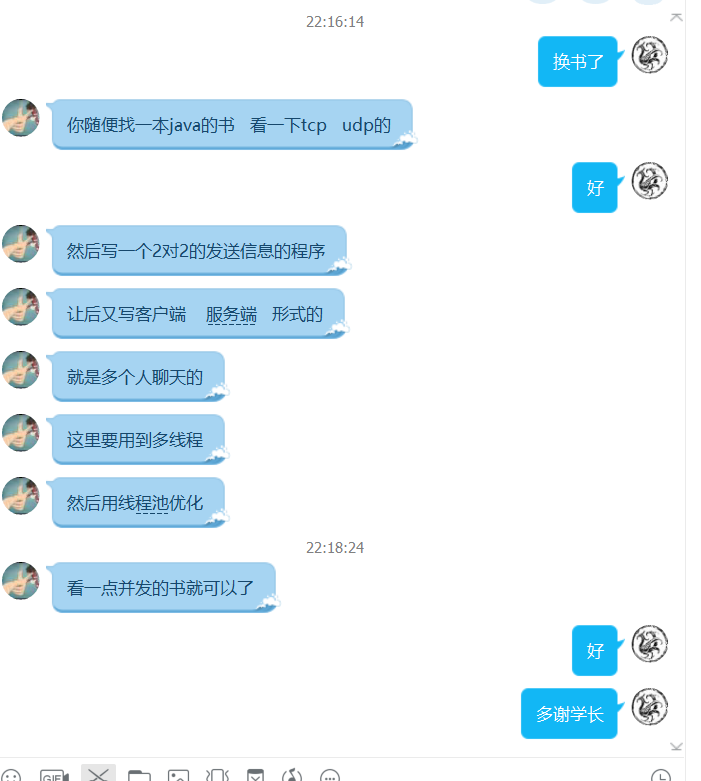 22:16:14
换书了
你随便找一本java的书 看一下tcp udp的
好
然后写一个2对2的发送信息的程序
让后又写客户端 服务端 形式的
就是多个人聊天的
这里要用到多线程
然后用线程池优化
22:18:24
看一点并发的书就可以了
好
多谢学长
GIF